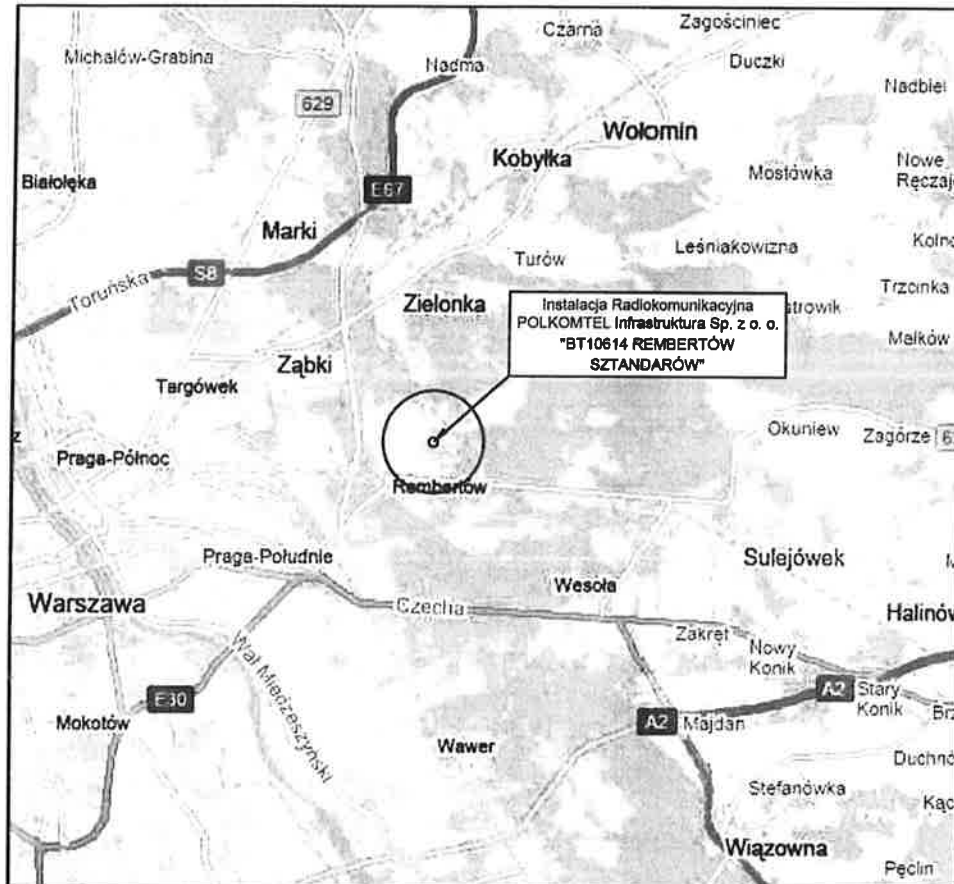 Zagościniec
Czarna
Michałów-Grabina
Duczki
Nadma
Nadbiel
629
Wołomin
Kobyłka
Nowe
Mostówka
Białołęka
E67
Marki
Leśniakowizna
Turów
S8
Toruńska
Trzcinka
Zielonka
Instalacja Radiokomunikacyjna
POLKOMTEL Infrastruktura Sp. z o. o.
"BT10614 REMBERTÓW
SZTANDARÓW"
Małków
Ząbki
Targówek
Okuniew
Zagórze
Praga-Północ
Rembertów
Praga-Południe
Sulejówek
Wesoła
Warszawa
Czecha
Halinów
Zakręt
Nowy
Konik
Wał Miedzeszyński
E30
A2
Stary
Konik
Mokotów
A2
Majdan
Wawer
Stefanówka
Wiązowna
Pęclin